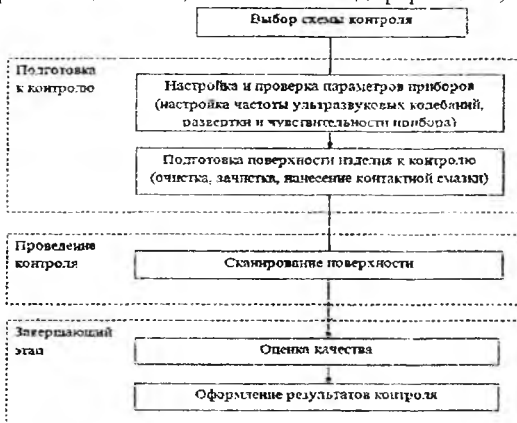 Выбор схемы контроля
Подготовка
к контролю
Настройка и проверка параметров приборов
(настройка частоты ультразвуковых колебаний,
развертки и чувствительности прибора)
Подготовка поверхности изделия к контролю
(очистка, зачистка, нанесение контактной смазки)
Проведение
контроля
Сканирование поверхности
Завершающий
этап
Оценка качества
Оформление результатов контроля